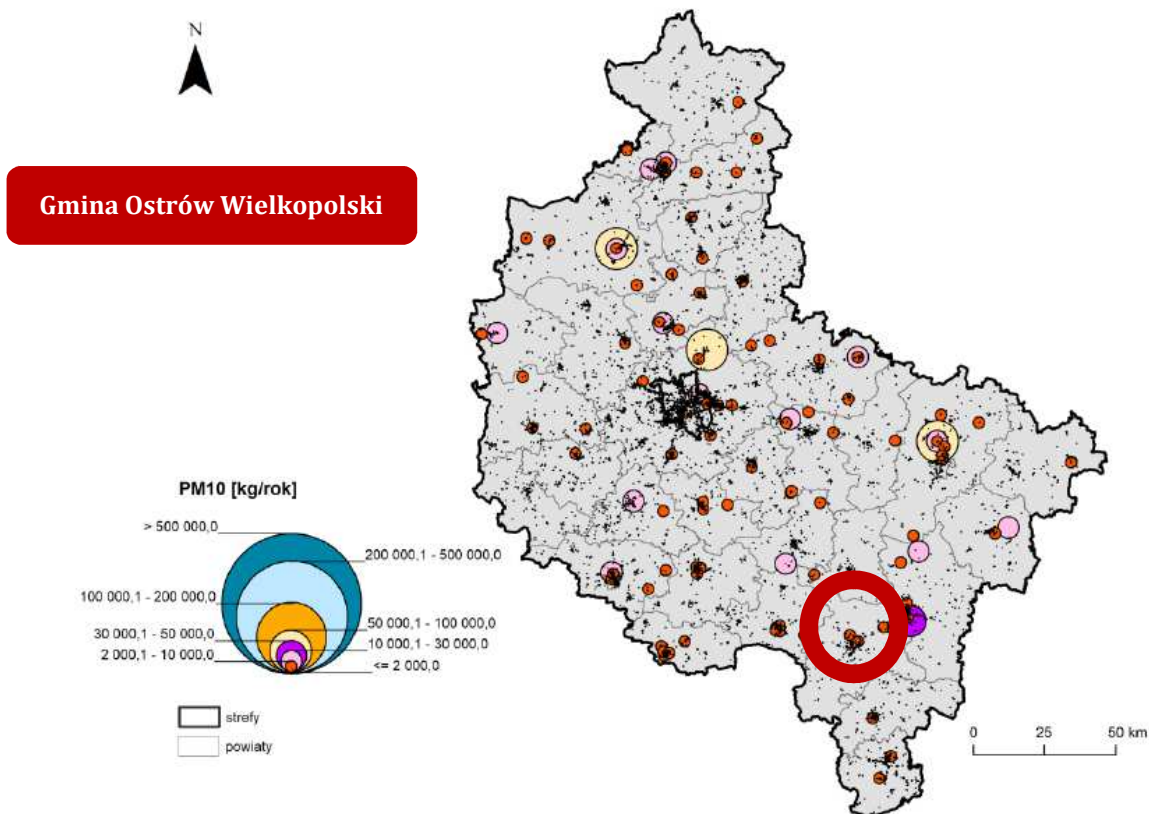 N
Gmina Ostrów Wielkopolski
PM10 [kg/rok]
> 500 000,0
200 000,1 - 500 000,0
100 000,1 - 200 000,0
50 000,1 - 100 000,0
30 000,1 - 50 000,0
10 000,1 - 30 000,0
2 000,1 - 10 000,0
<= 2 000,0
strefy
powiaty
0 25 50 km